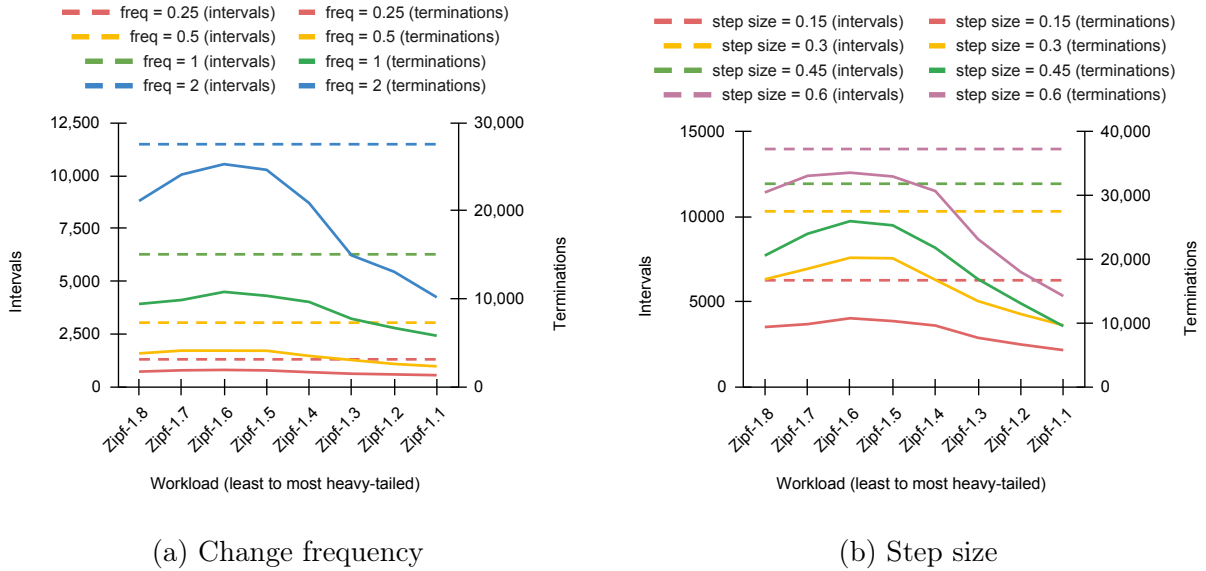 freq = 0.25 (intervals) freq = 0.25 (terminations)
freq = 0.5 (intervals) freq = 0.5 (terminations)
freq = 1 (intervals) freq = 1 (terminations)
freq = 2 (intervals) freq = 2 (terminations)
12,500
10,000
7,500
5,000
2,500
0
Intervals
30,000
20,000
10,000
0
Terminations
Zipf-1.8
Zipf-1.7
Zipf-1.6
Zipf-1.5
Zipf-1.4
Zipf-1.3
Zipf-1.2
Zipf-1.1
Workload (least to most heavy-tailed)
(a) Change frequency
step size = 0.15 (intervals) step size = 0.15 (terminations)
step size = 0.3 (intervals) step size = 0.3 (terminations)
step size = 0.45 (intervals) step size = 0.45 (terminations)
step size = 0.6 (intervals) step size = 0.6 (terminations)
15000
10000
5000
0
Intervals
40,000
30,000
20,000
10,000
0
Terminations
Zipf-1.8
Zipf-1.7
Zipf-1.6
Zipf-1.5
Zipf-1.4
Zipf-1.3
Zipf-1.2
Zipf-1.1
Workload (least to most heavy-tailed)
(b) Step size